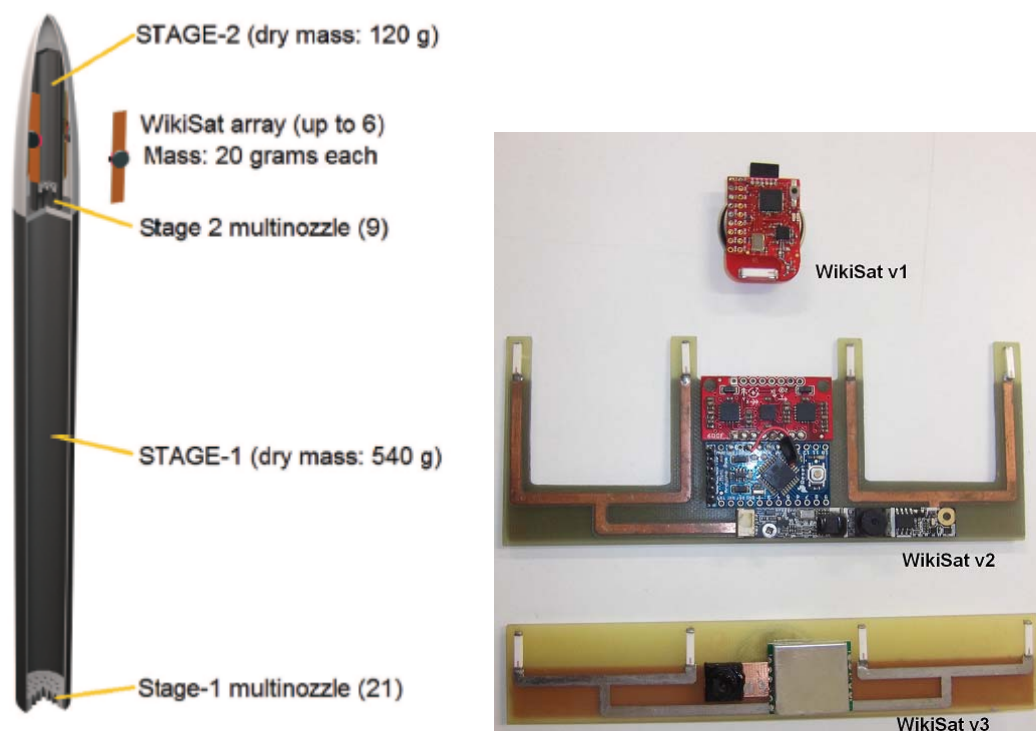 STAGE-2 (dry mass: 120 g)
WikiSat array (up to 6)
Mass: 20 grams each
Stage 2 multinozzle (9)
STAGE-1 (dry mass: 540 g)
Stage-1 multinozzle (21)
WikiSat v1
WikiSat v2
WikiSat v3